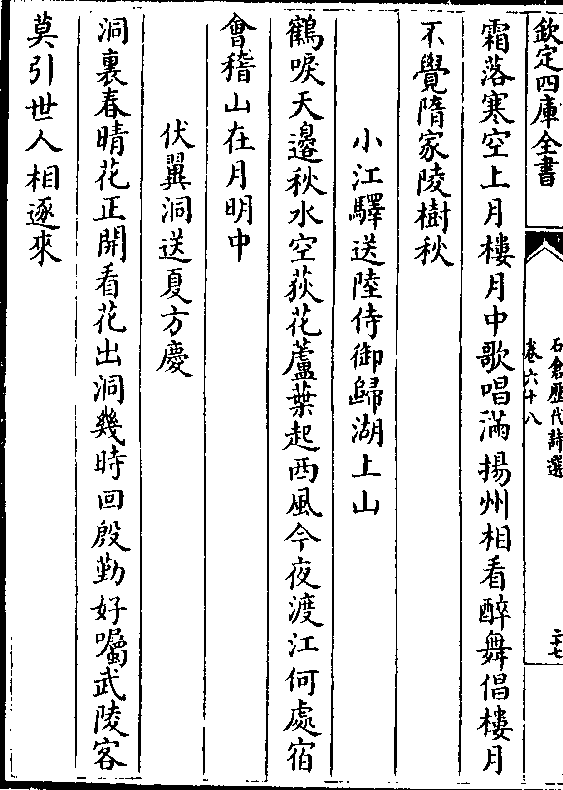 欽定四庫全書
石倉歷代詩選
卷六十八
二十七
霜落寒空上月樓月中歌唱滿揚州相看醉舞倡樓月
不覺隋家陵樹秋
小江驛送陸侍御歸湖上山
鶴唳天邊秋水空荻花蘆葉起西風今夜渡江何處宿
會稽山在月明中
伏翼洞送夏方慶
洞裏春晴花正開看花出洞幾時回殷勤好囑武陵客
莫引世人相逐來